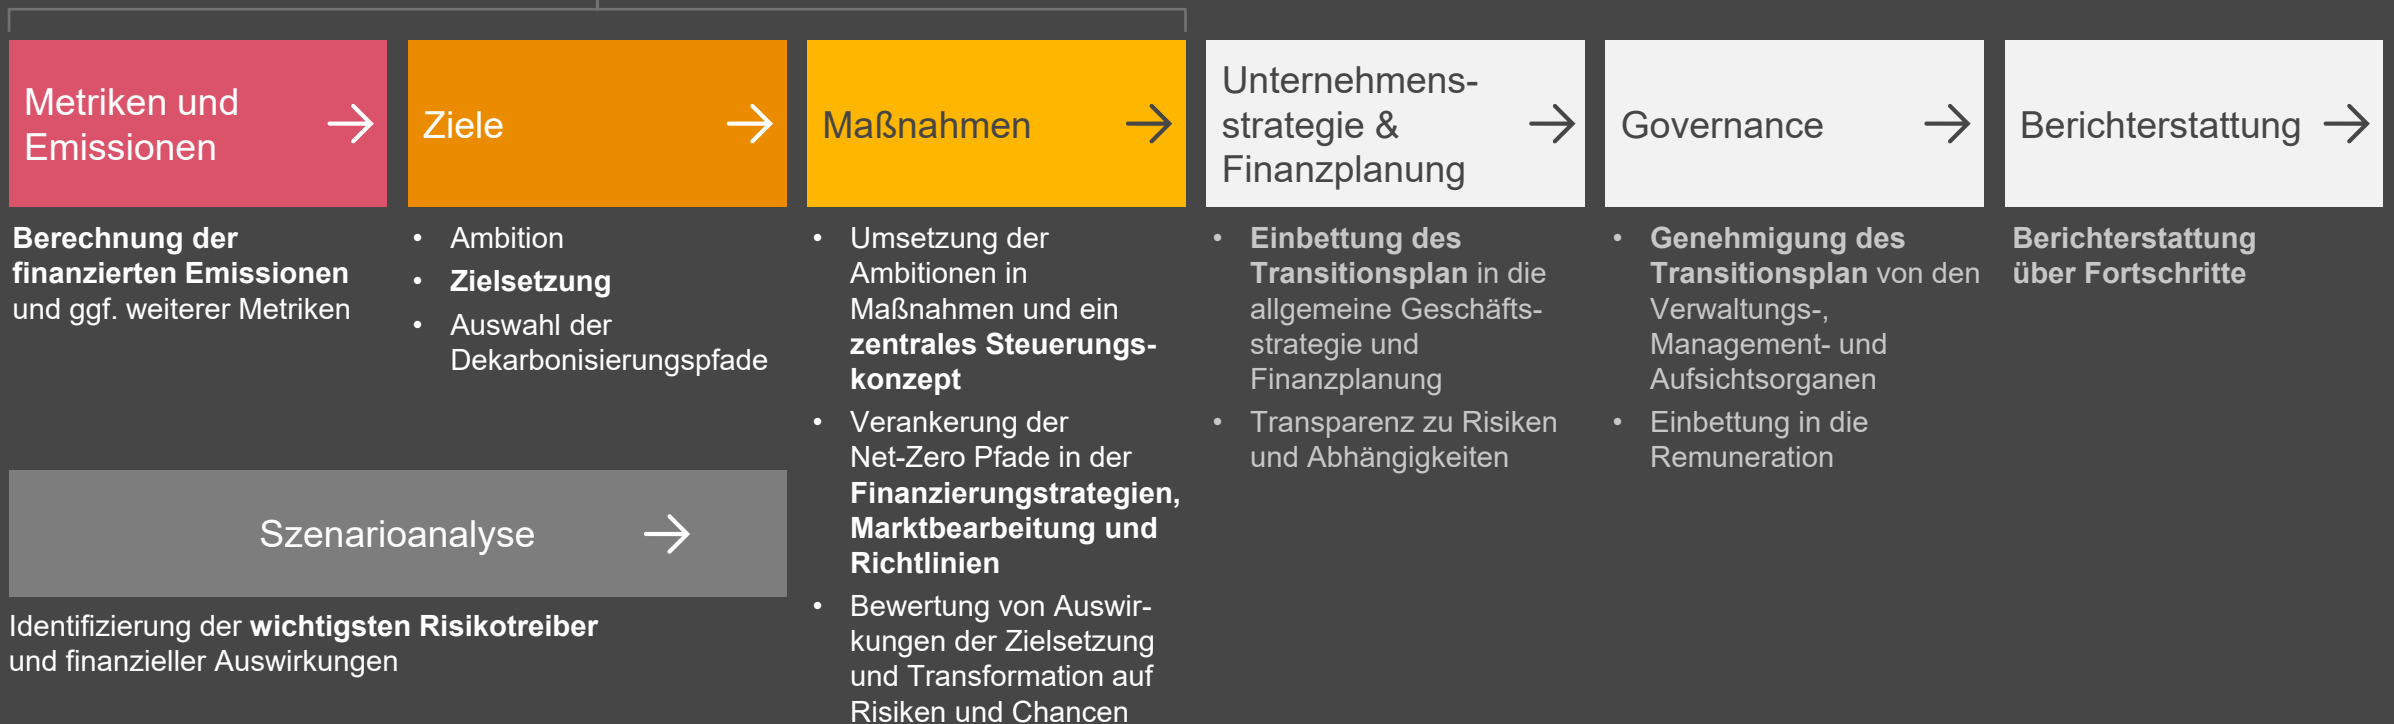 Metriken und
Emissionen
Ziele
Maßnahmen
Unternehmens-
strategie &
Finanzplanung
Governance
Berichterstattung
Berechnung der
finanzierten Emissionen
und ggf. weiterer Metriken
• Ambition
• Zielsetzung
• Auswahl der
Dekarbonisierungspfade
Szenarioanalyse
Identifizierung der wichtigsten Risikotreiber
und finanzieller Auswirkungen
• Umsetzung der
Ambitionen in
Maßnahmen und ein
zentrales Steuerungs-
konzept
• Verankerung der
Net-Zero Pfade in der
Finanzierungstrategien,
Marktbearbeitung und
Richtlinien
• Bewertung von Auswir-
kungen der Zielsetzung
und Transformation auf
Risiken und Chancen
• Einbettung des
Transitionsplan in die
allgemeine Geschäfts-
strategie und
Finanzplanung
• Transparenz zu Risiken
und Abhängigkeiten
• Genehmigung des
Transitionsplan von den
Verwaltungs-,
Management- und
Aufsichtsorganen
• Einbettung in die
Remuneration
Berichterstattung
über Fortschritte